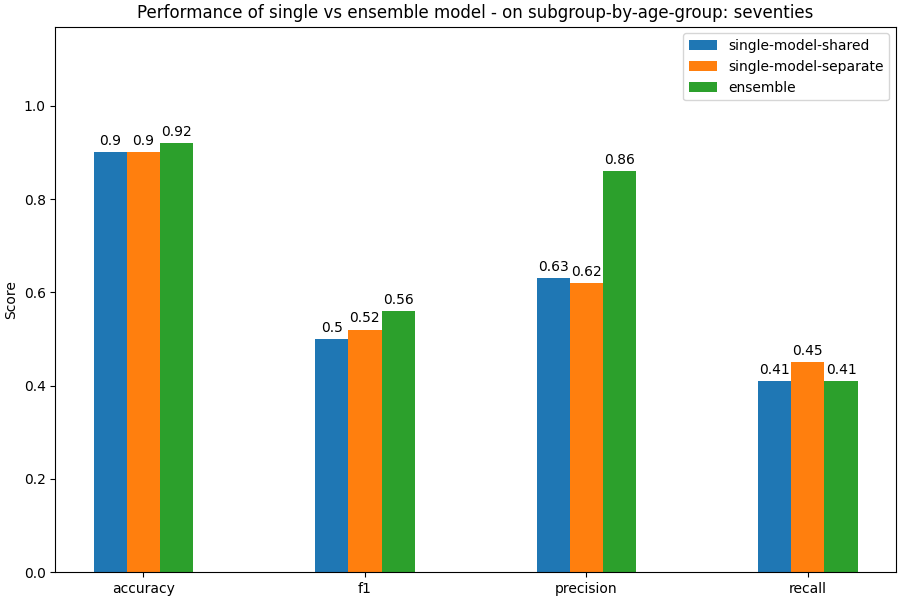 Performance of single vs ensemble model - on subgroup-by-age-group: seventies
single-model-shared
single-model-separate
ensemble
Score
1.0
0.8
0.6
0.4
0.2
0.0
0.9
0.9
0.92
0.5
0.52
0.56
0.63
0.62
0.86
0.41
0.45
0.41
accuracy
f1
precision
recall